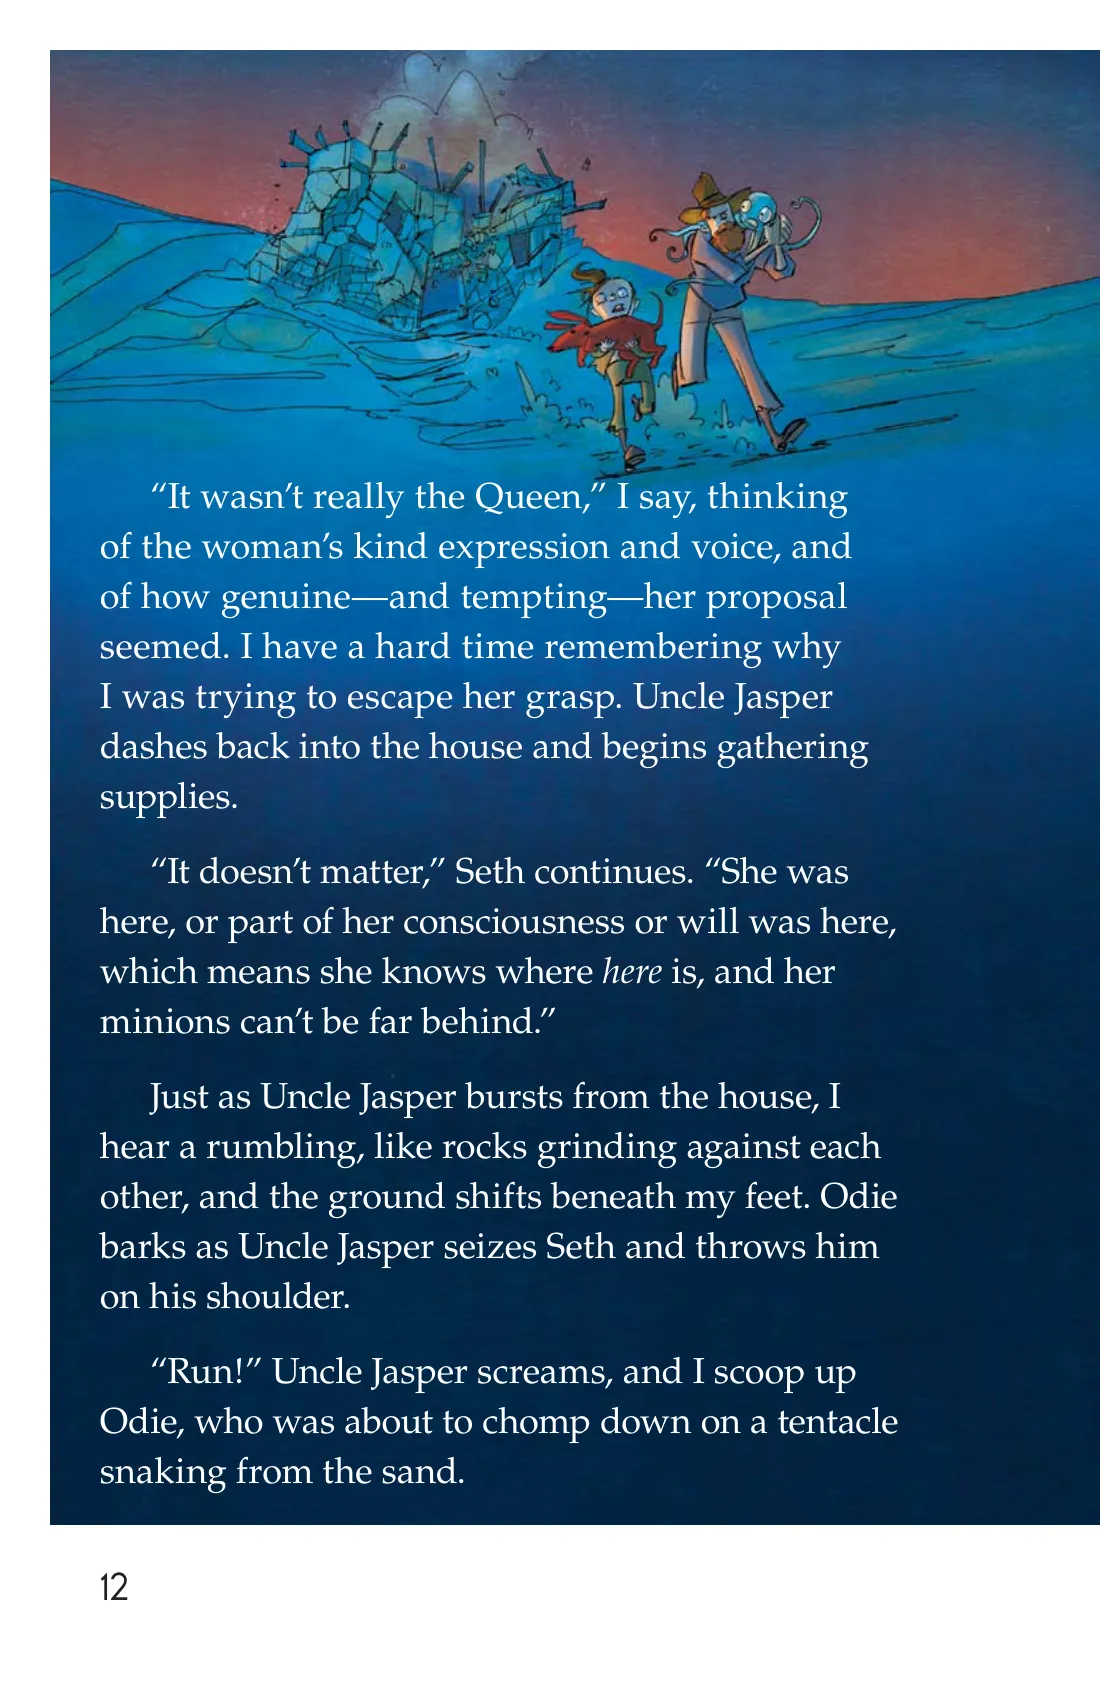 “It wasn’t really the Queen,” I say, thinking
of the woman’s kind expression and voice, and
of how genuine—and tempting—her proposal
seemed. I have a hard time remembering why
I was trying to escape her grasp. Uncle Jasper
dashes back into the house and begins gathering
supplies.
“It doesn’t matter,” Seth continues. “She was
here, or part of her consciousness or will was here,
which means she knows where here is, and her
minions can’t be far behind.”
Just as Uncle Jasper bursts from the house, I
hear a rumbling, like rocks grinding against each
other, and the ground shifts beneath my feet. Odie
barks as Uncle Jasper seizes Seth and throws him
on his shoulder.
“Run!” Uncle Jasper screams, and I scoop up
Odie, who was about to chomp down on a tentacle
snaking from the sand.
12